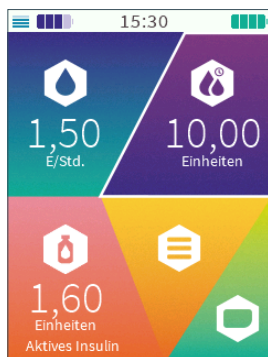 15:30
1,50
E/Std.
10,00
Einheiten
1,60
Einheiten
Aktives Insulin